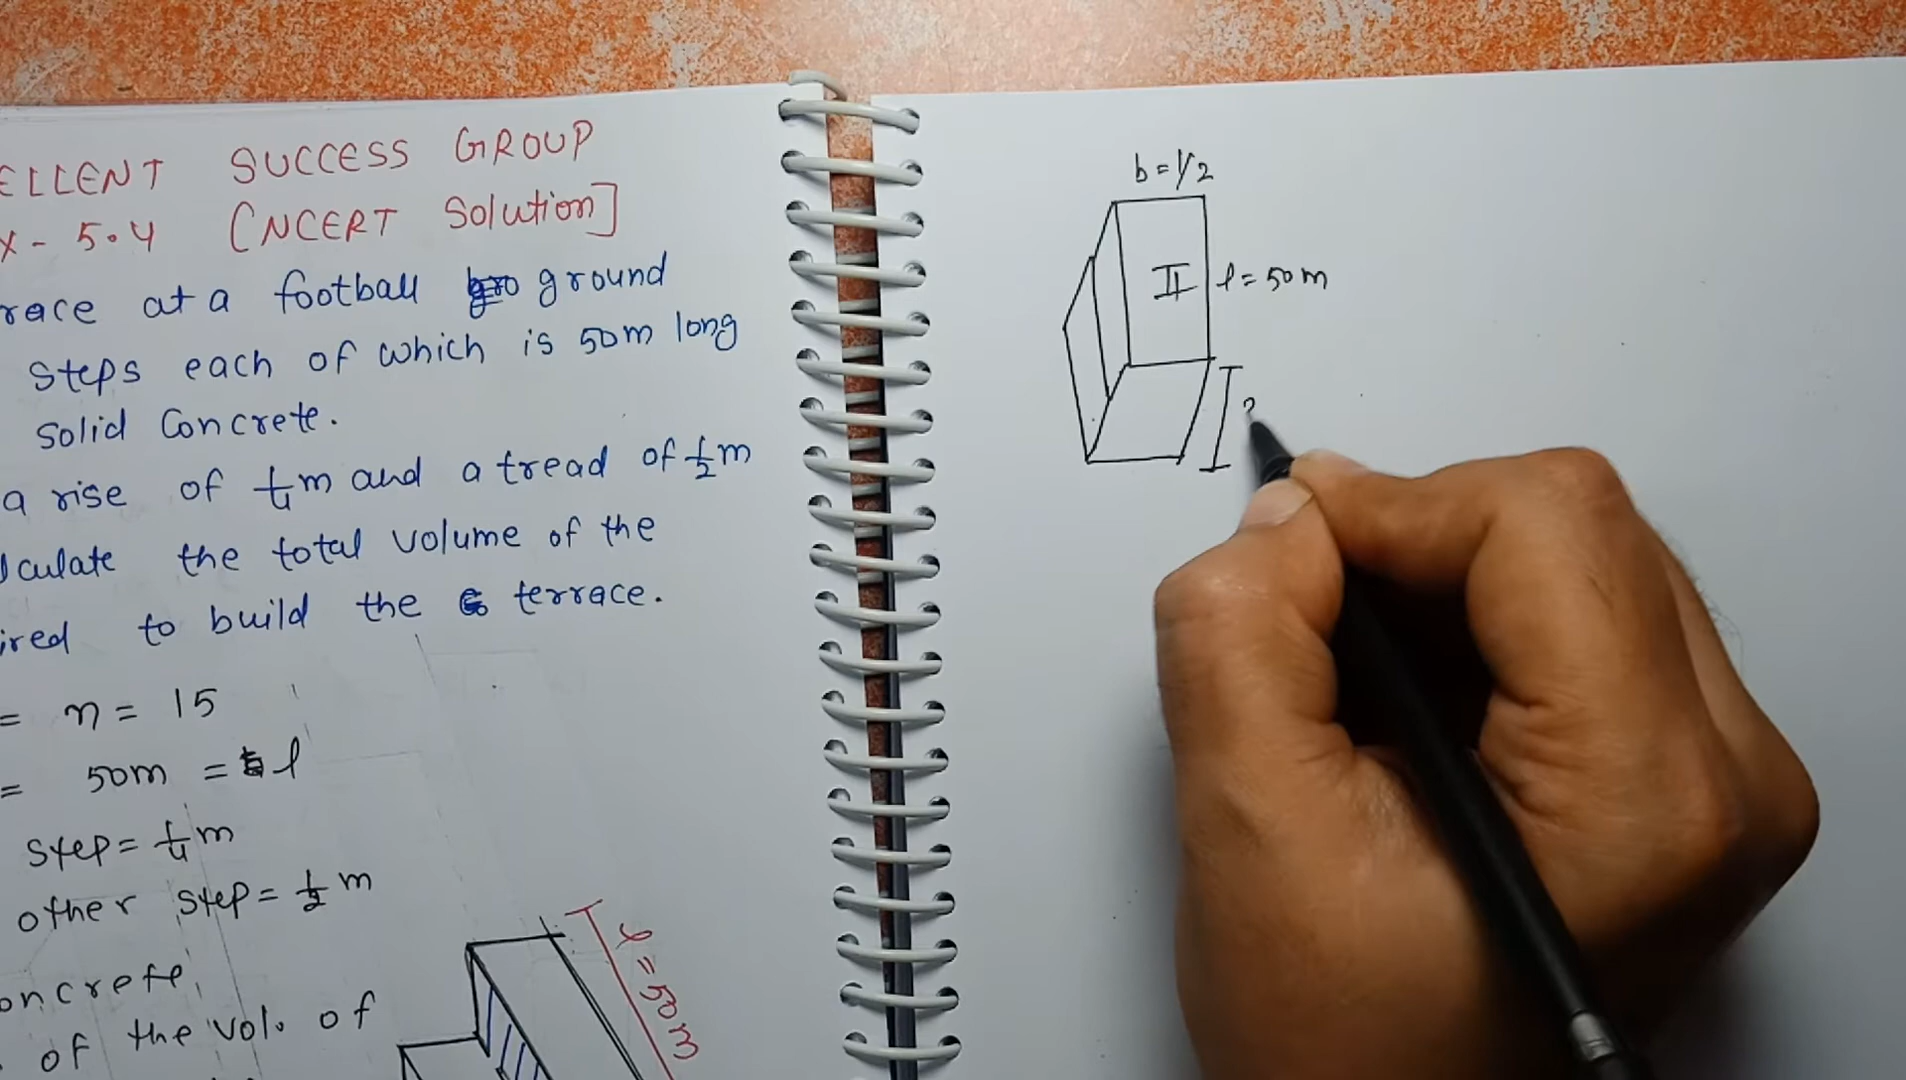 ELLENT SUCCESS GROUP
X- 5.4 [NCERT Solution]
race at a football ground
steps each of which is 50m long
solid Concrete.
a rise of 1/4 m and a tread of 1/2 m
lculate the total volume of the
ired to build the terrace.
= n = 15
= 50m = l
step = 1/4 m
other step = 1/2 m
oncrete,
of the vol. of
l = 50m
b = 1/2
II l = 50m